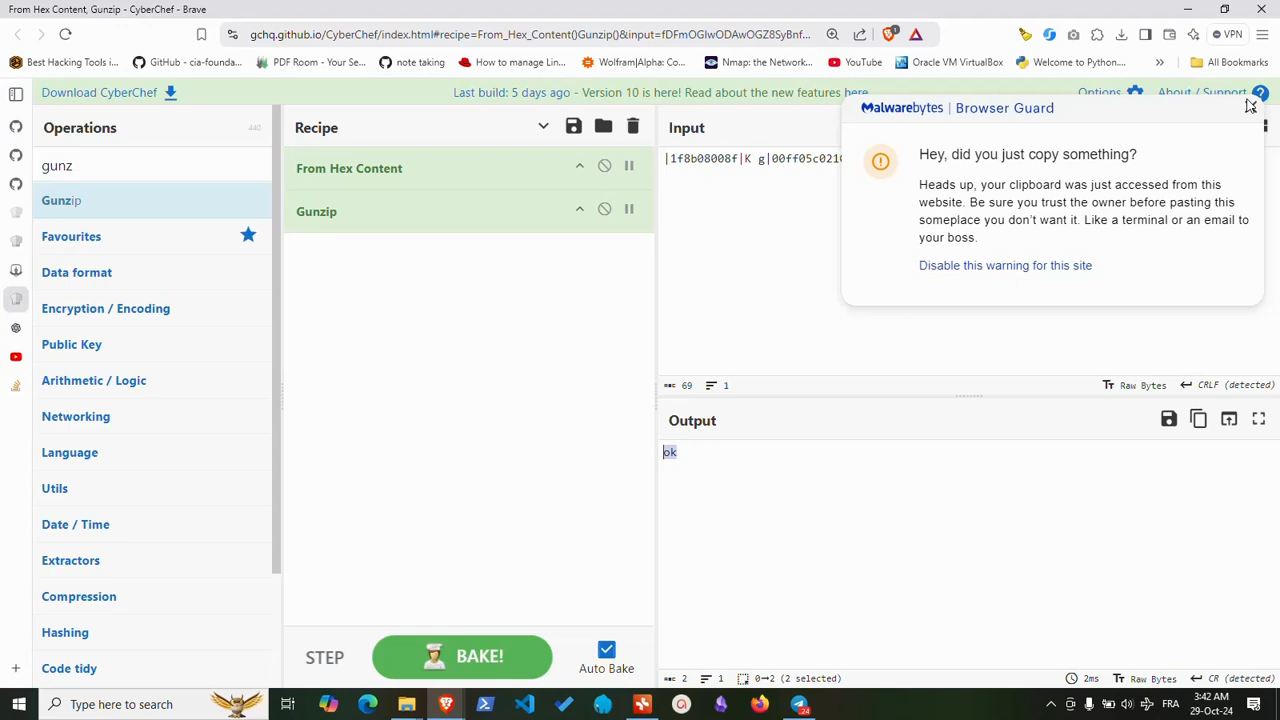 From Hex Content, Gunzip - CyberChef - Brave
gchq.github.io/CyberChef/index.html#recipe=From_Hex_Content()Gunzip()&input=fDFmOGIwODAwOGZ8SyBnf...
VPN
Best Hacking Tools i...
GitHub - cia-founda...
PDF Room - Your Se...
note taking
How to manage Lin...
Wolfram|Alpha: Co...
Nmap: the Network...
YouTube
Oracle VM VirtualBox
Welcome to Python....
»
All Bookmarks
Download CyberChef
Last build: 5 days ago - Version 10 is here! Read about the new features here
Options
About / Support
Operations
440
gunz
Gunzip
Favourites
Data format
Encryption / Encoding
Public Key
Arithmetic / Logic
Networking
Language
Utils
Date / Time
Extractors
Compression
Hashing
Code tidy
Recipe
From Hex Content
Gunzip
STEP
BAKE!
Auto Bake
Input
|1f8b08008f|K g|00ff05c0210
Malwarebytes | Browser Guard
Hey, did you just copy something?
Heads up, your clipboard was just accessed from this
website. Be sure you trust the owner before pasting this
someplace you don't want it. Like a terminal or an email to
your boss.
Disable this warning for this site
69
1
Raw Bytes
CRLF (detected)
Output
ok
2
1
0→2 (2 selected)
2ms
Raw Bytes
CR (detected)
Type here to search
24
FRA
3:42 AM
29-Oct-24